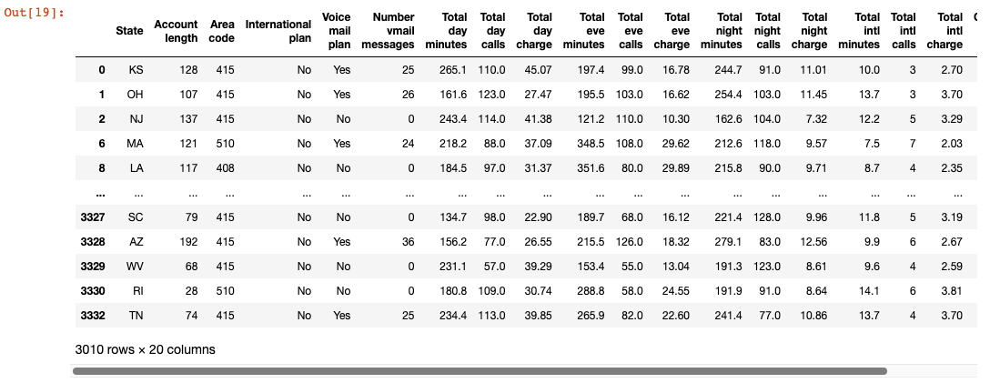 Out[19]:
State Account length Area code International plan Voice mail plan Number vmail messages Total day minutes Total day calls Total day charge Total eve minutes Total eve calls Total eve charge Total night minutes Total night calls Total night charge Total intl minutes Total intl calls Total intl charge
0 KS 128 415 No Yes 25 265.1 110.0 45.07 197.4 99.0 16.78 244.7 91.0 11.01 10.0 3 2.70
1 OH 107 415 No Yes 26 161.6 123.0 27.47 195.5 103.0 16.62 254.4 103.0 11.45 13.7 3 3.70
2 NJ 137 415 No No 0 243.4 114.0 41.38 121.2 110.0 10.30 162.6 104.0 7.32 12.2 5 3.29
6 MA 121 510 No Yes 24 218.2 88.0 37.09 348.5 108.0 29.62 212.6 118.0 9.57 7.5 7 2.03
8 LA 117 408 No No 0 184.5 97.0 31.37 351.6 80.0 29.89 215.8 90.0 9.71 8.7 4 2.35
... ... ... ... ... ... ... ... ... ... ... ... ... ... ... ... ... ... ...
3327 SC 79 415 No No 0 134.7 98.0 22.90 189.7 68.0 16.12 221.4 128.0 9.96 11.8 5 3.19
3328 AZ 192 415 No Yes 36 156.2 77.0 26.55 215.5 126.0 18.32 279.1 83.0 12.56 9.9 6 2.67
3329 WV 68 415 No No 0 231.1 57.0 39.29 153.4 55.0 13.04 191.3 123.0 8.61 9.6 4 2.59
3330 RI 28 510 No No 0 180.8 109.0 30.74 288.8 58.0 24.55 191.9 91.0 8.64 14.1 6 3.81
3332 TN 74 415 No Yes 25 234.4 113.0 39.85 265.9 82.0 22.60 241.4 77.0 10.86 13.7 4 3.70
3010 rows × 20 columns